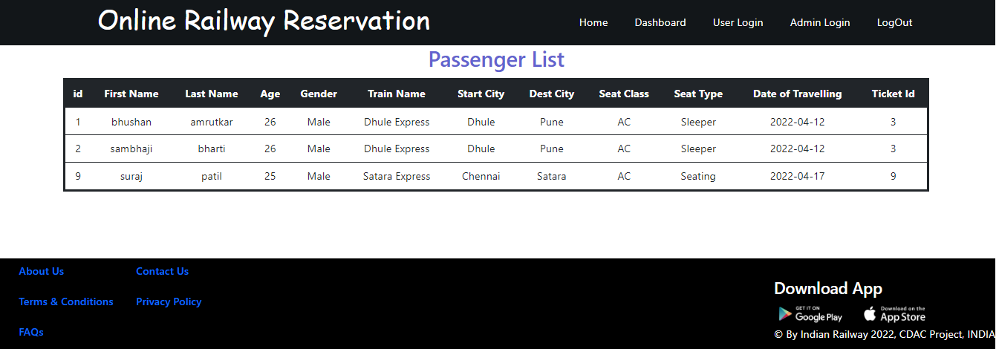 Online Railway Reservation Home Dashboard User Login Admin Login LogOut
Passenger List
id First Name Last Name Age Gender Train Name Start City Dest City Seat Class Seat Type Date of Travelling Ticket Id
1 bhushan amrutkar 26 Male Dhule Express Dhule Pune AC Sleeper 2022-04-12 3
2 sambhaji bharti 26 Male Dhule Express Dhule Pune AC Sleeper 2022-04-12 3
9 suraj patil 25 Male Satara Express Chennai Satara AC Seating 2022-04-17 9
About Us Contact Us
Terms & Conditions Privacy Policy
FAQs
Download App
GET IT ON Google Play Download on the App Store
© By Indian Railway 2022, CDAC Project, INDIA